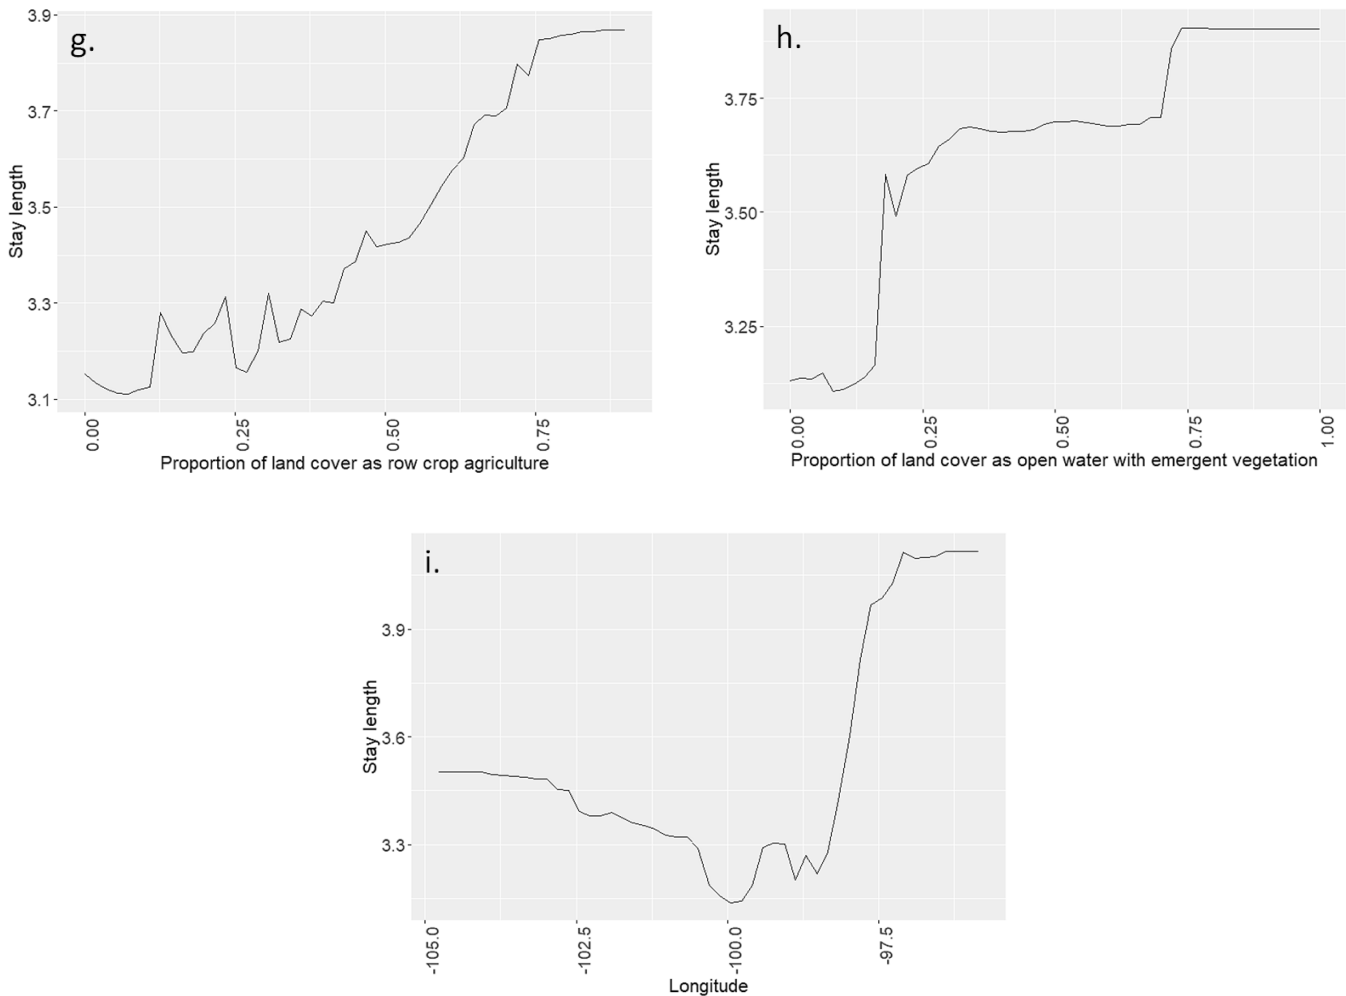 g.
Stay length
3.9
3.7
3.5
3.3
3.1
0.00
0.25
0.50
0.75
Proportion of land cover as row crop agriculture
h.
Stay length
3.75
3.50
3.25
0.00
0.25
0.50
0.75
1.00
Proportion of land cover as open water with emergent vegetation
i.
Stay length
3.9
3.6
3.3
-105.0
-102.5
-100.0
-97.5
Longitude